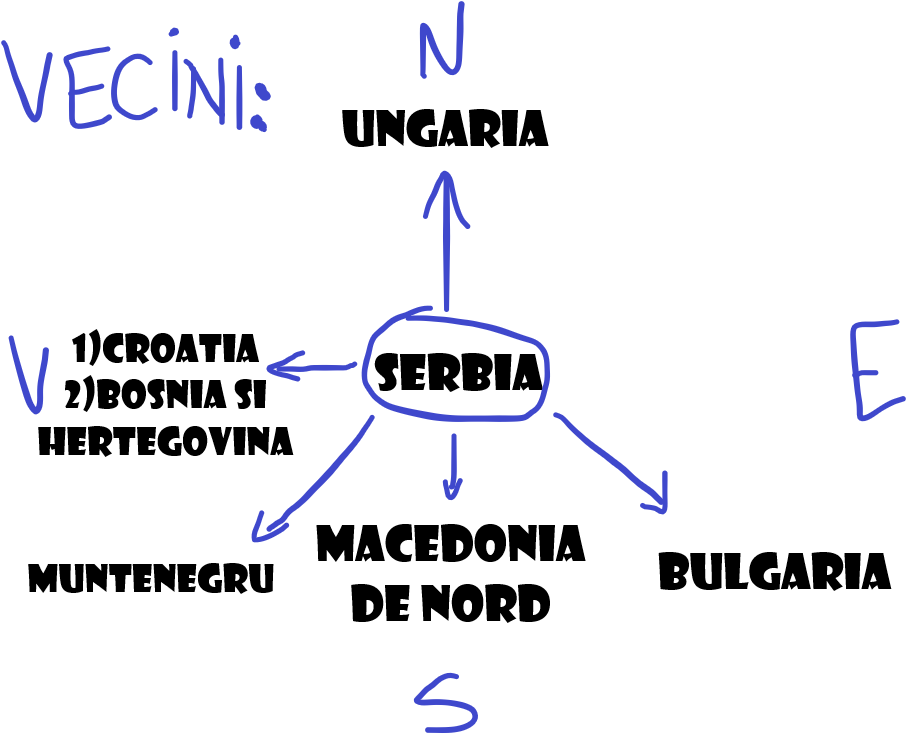 VECINI:
N
UNGARIA
V
1)CROATIA
2)BOSNIA SI
HERTEGOVINA
SERBIA
E
MUNTENEGRU
MACEDONIA
DE NORD
BULGARIA
S